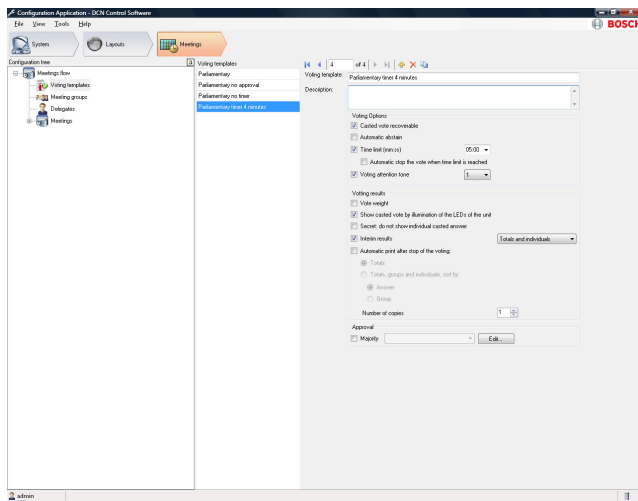 Configuration Application - DCN Control Software
File View Tools Help
BOSCH
System Layouts Meetings
Configuration tree
Meetings flow
Voting templates
Meeting groups
Delegates
Meetings
Voting templates
Parliamentary
Parliamentary no approval
Parliamentary no timer
Parliamentary timer 4 minutes
4 of 4
Voting template: Parliamentary timer 4 minutes
Description:
Voting Options
Casted vote recoverable
Automatic abstain
Time limit (mm:ss) 05:00
Automatic stop the vote when time limit is reached
Voting attention tone 1
Votting results
Vote weight
Show casted vote by illumination of the LEDs of the unit
Secret: do not show individual casted answer
Interim results Totals and individuals
Automatic print after stop of the voting:
Totals
Totals, groups and individuals, sort by
Answer
Group
Number of copies 1
Approval
Majority Edit...
admin